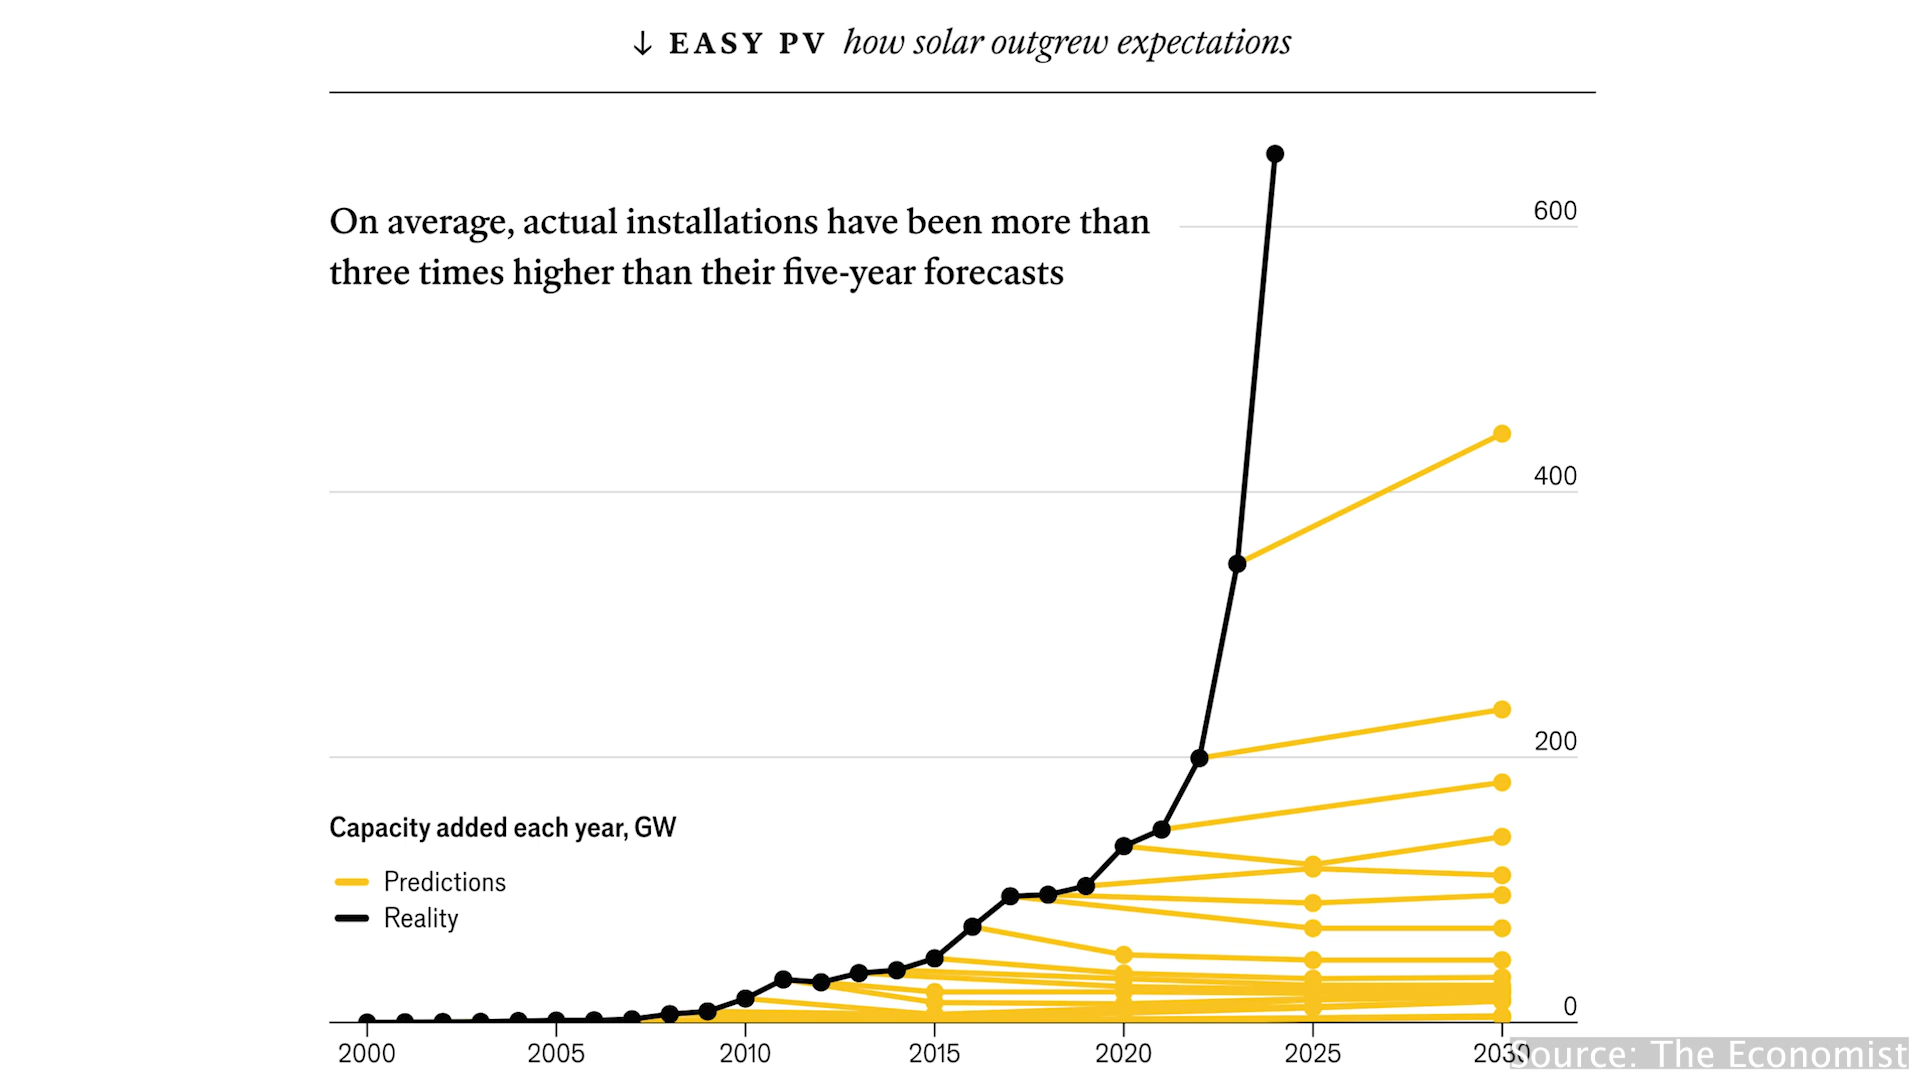 ↓ EASY PV how solar outgrew expectations
On average, actual installations have been more than
three times higher than their five-year forecasts
600
400
200
0
Capacity added each year, GW
Predictions
Reality
2000 2005 2010 2015 2020 2025 2030
Source: The Economist